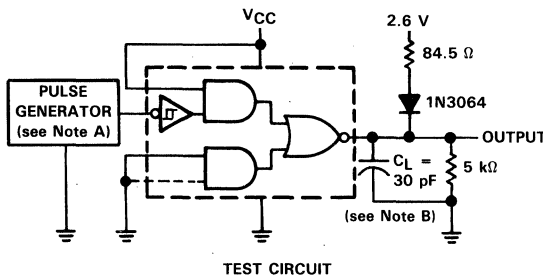 VCC
2.6 V
84.5 Ω
1N3064
PULSE
GENERATOR
(see Note A)
OUTPUT
CL =
30 pF
5 kΩ
(see Note B)
TEST CIRCUIT